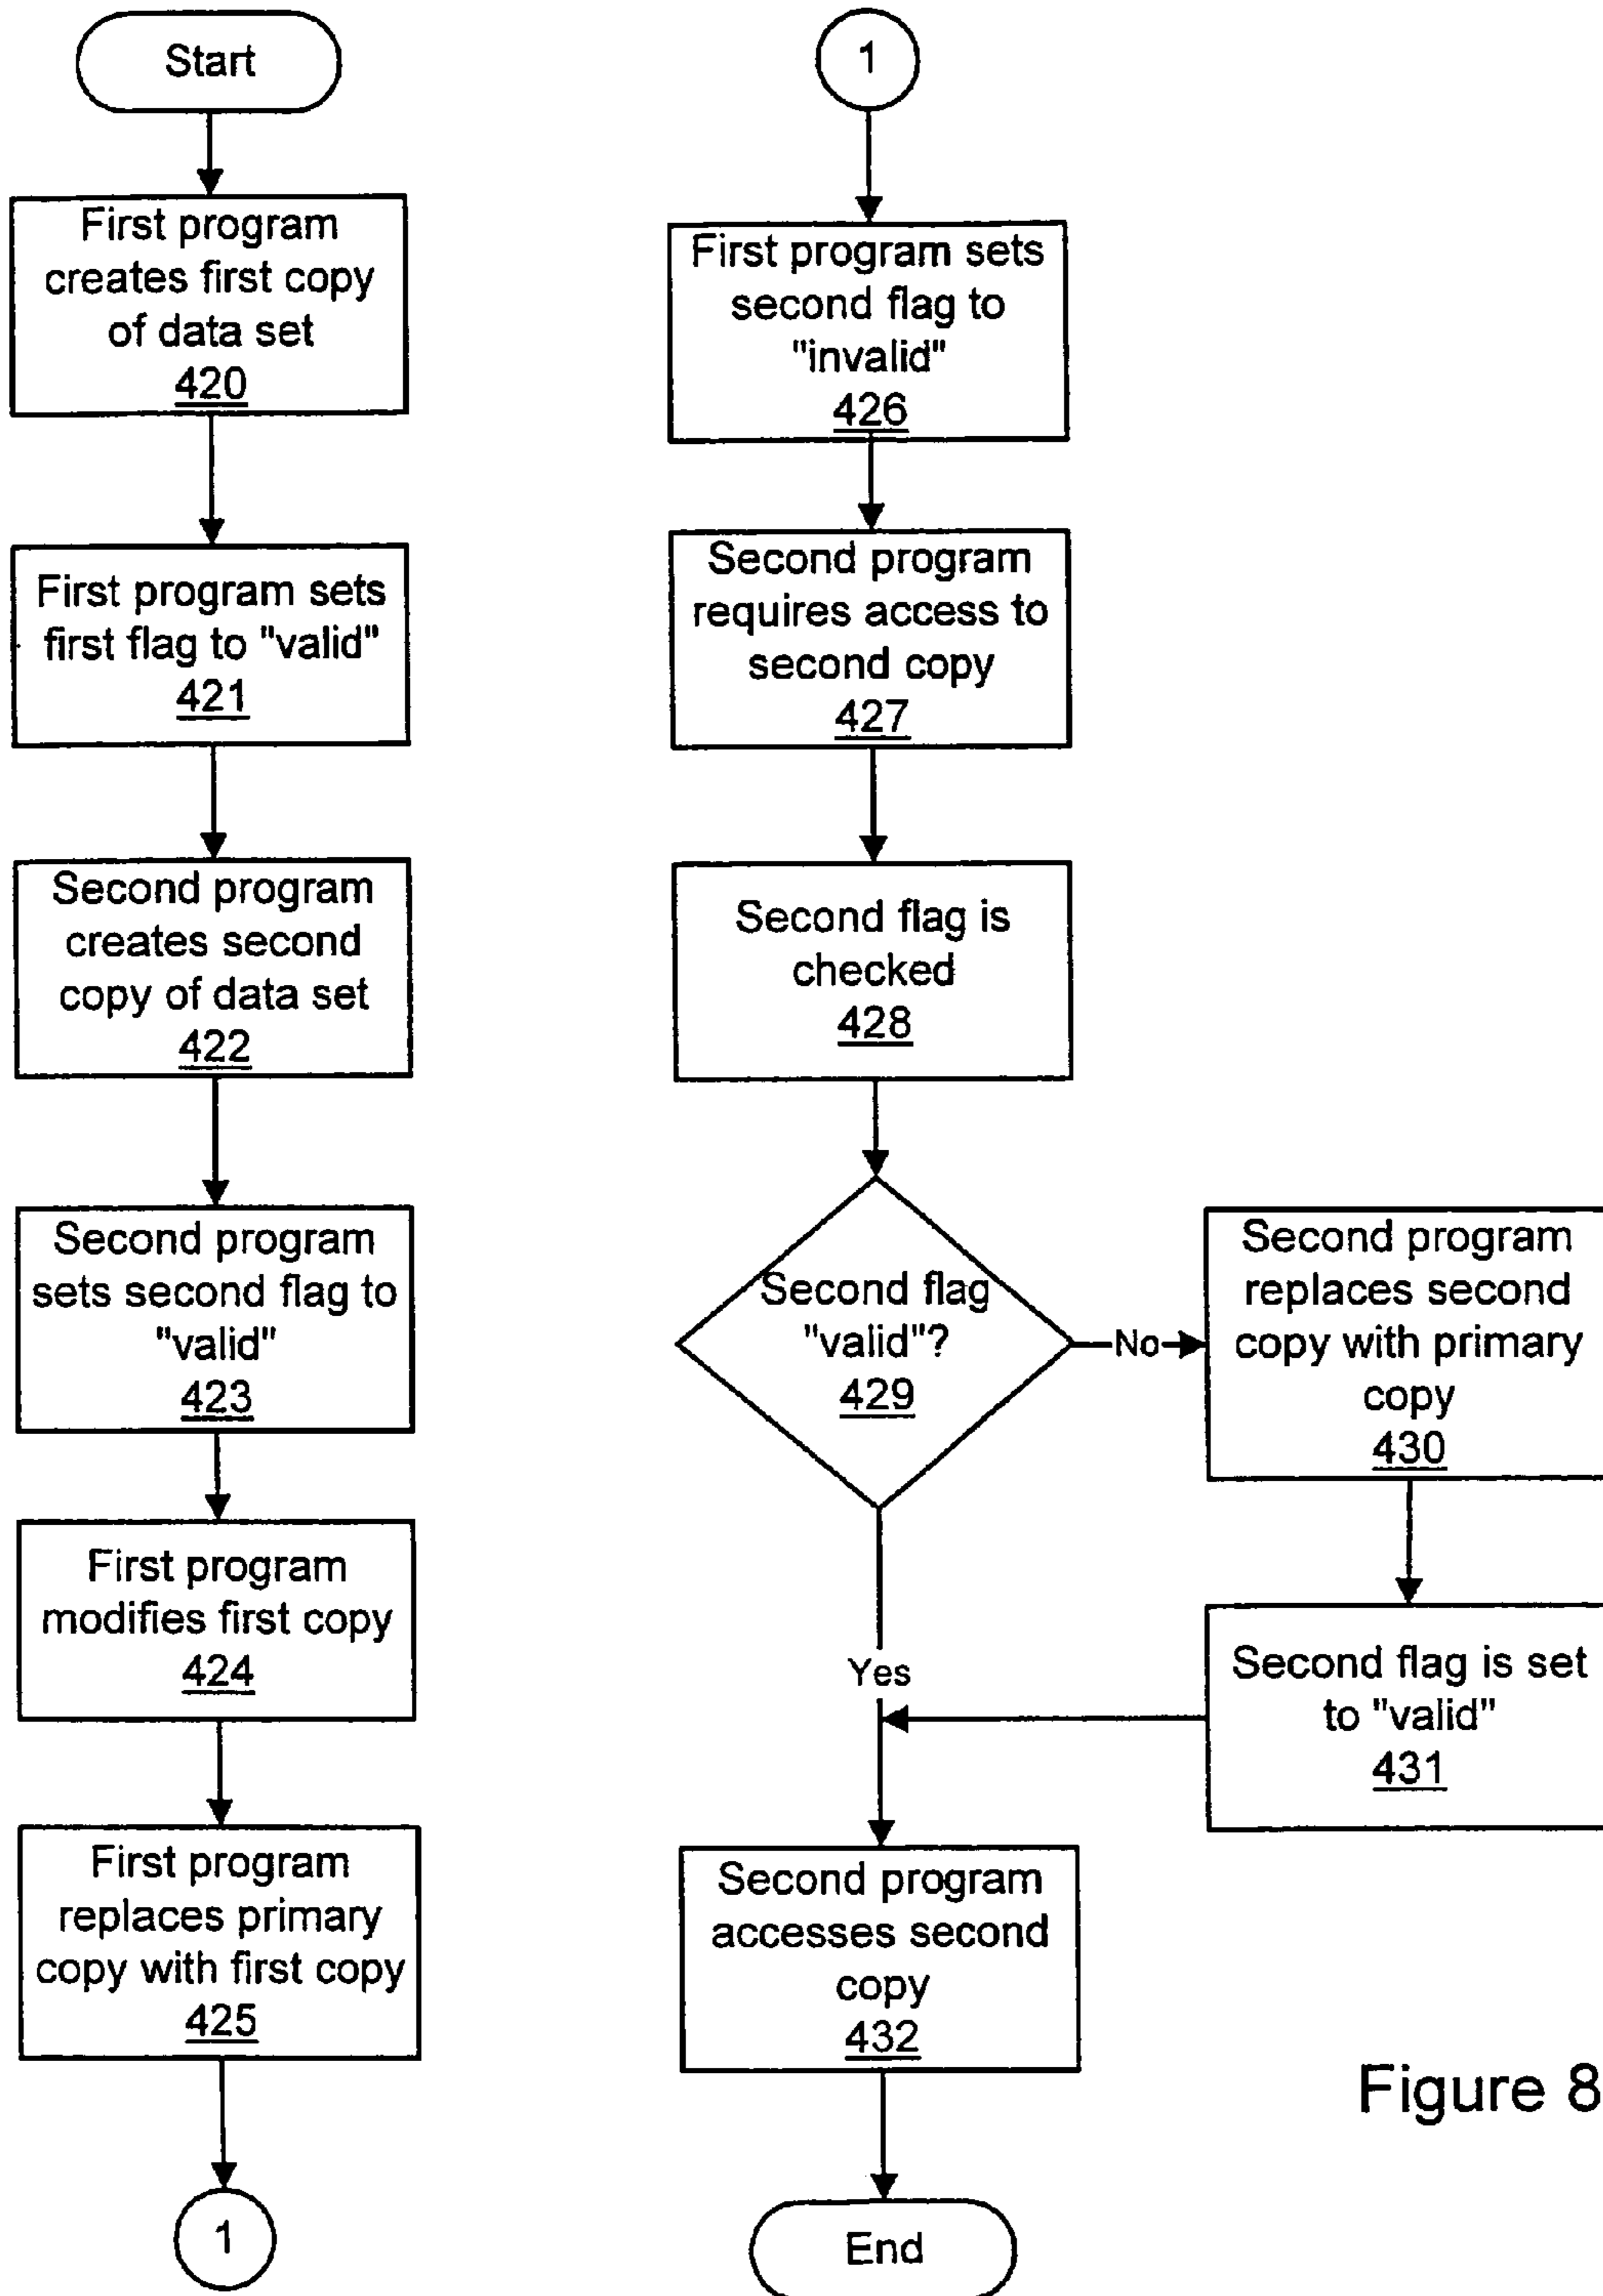 Start
First program
creates first copy
of data set
420
First program sets
first flag to "valid"
421
Second program
creates second
copy of data set
422
Second program
sets second flag to
"valid"
423
First program
modifies first copy
424
First program
replaces primary
copy with first copy
425
1
1
First program sets
second flag to
"invalid"
426
Second program
requires access to
second copy
427
Second flag is
checked
428
Second flag
"valid"?
429
No
Second program
replaces second
copy with primary
copy
430
Second flag is set
to "valid"
431
Yes
Second program
accesses second
copy
432
End
Figure 8